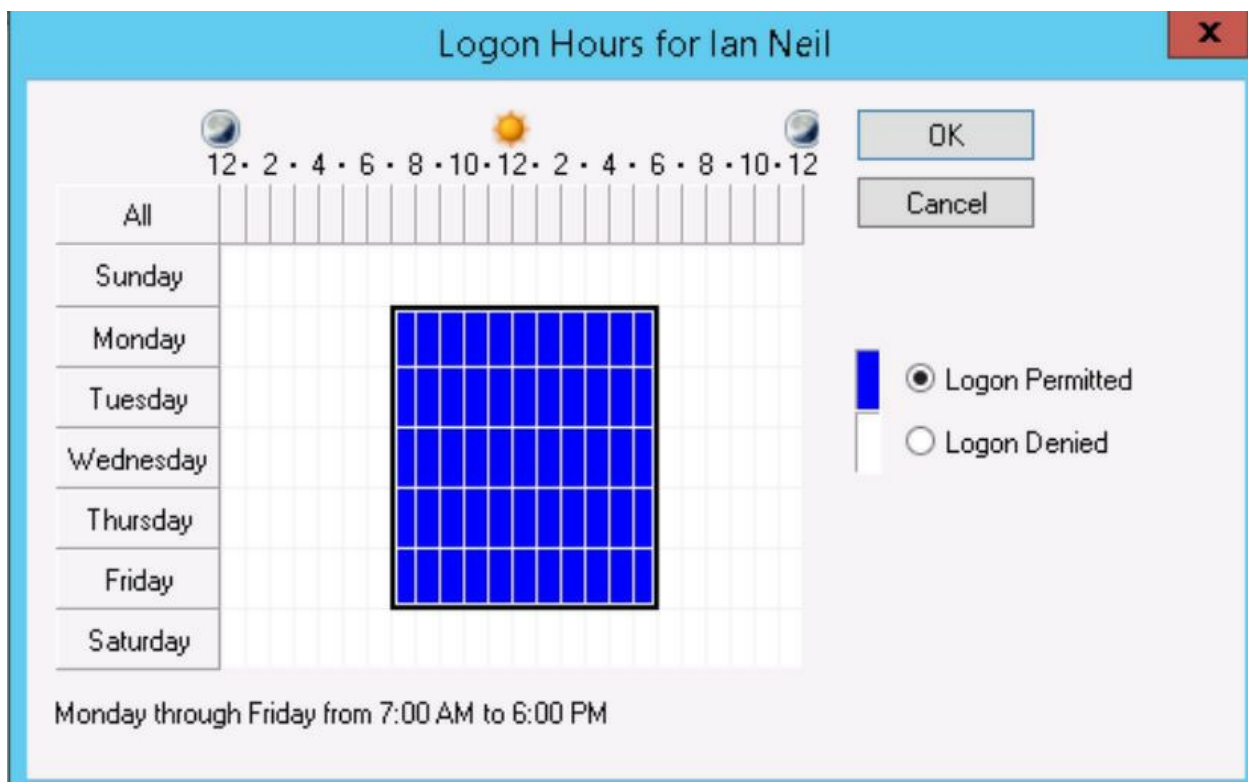 Logon Hours for Ian Neil
x
12 · 2 · 4 · 6 · 8 · 10 · 12 · 2 · 4 · 6 · 8 · 10 · 12
OK
All
Cancel
Sunday
Monday
Tuesday
Logon Permitted
Wednesday
Logon Denied
Thursday
Friday
Saturday
Monday through Friday from 7:00 AM to 6:00 PM